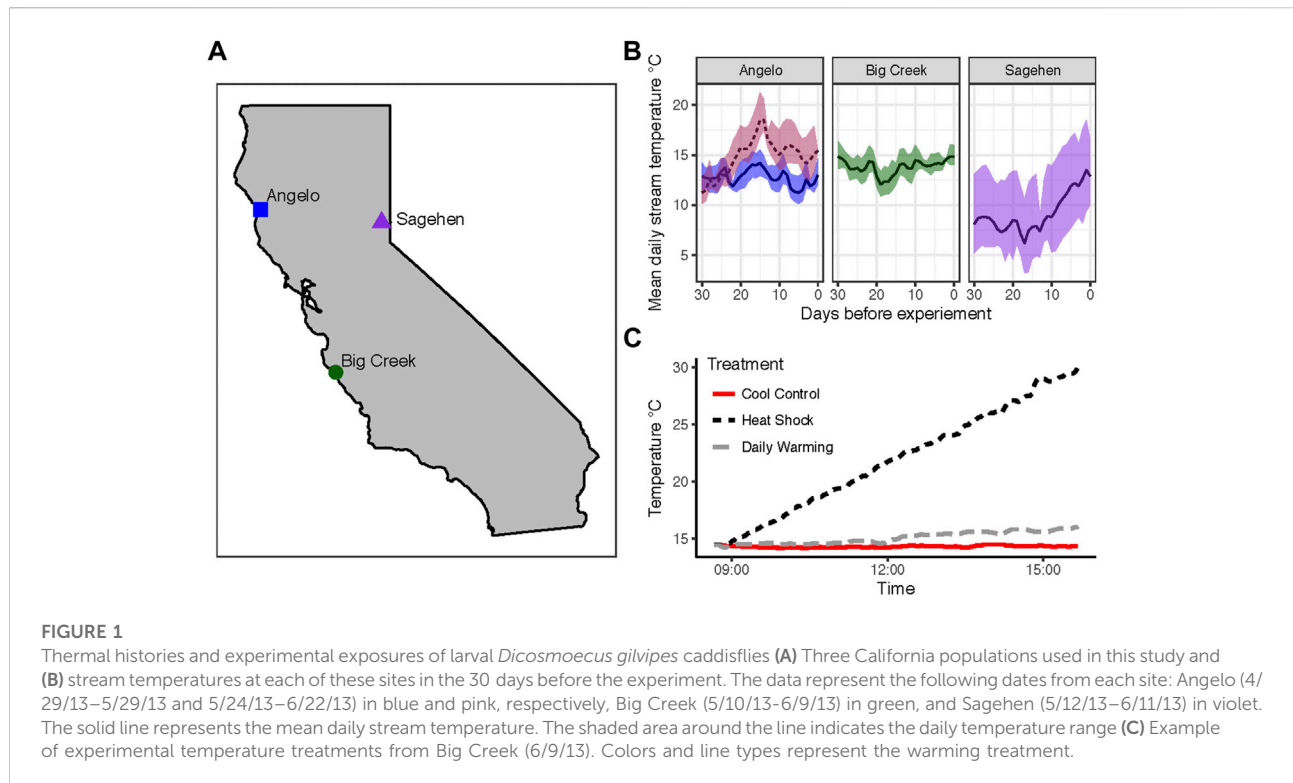 A
Angelo
Sagehen
Big Creek
B
Angelo
Big Creek
Sagehen
Mean daily stream temperature °C
20
15
10
5
30 20 10 0
30 20 10 0
30 20 10 0
Days before experiement
C
Treatment
Cool Control
Heat Shock
Daily Warming
Temperature °C
30
25
20
15
09:00 12:00 15:00
Time
FIGURE 1
Thermal histories and experimental exposures of larval Dicosmoecus gilvipes caddisflies (A) Three California populations used in this study and
(B) stream temperatures at each of these sites in the 30 days before the experiment. The data represent the following dates from each site: Angelo (4/
29/13–5/29/13 and 5/24/13–6/22/13) in blue and pink, respectively, Big Creek (5/10/13-6/9/13) in green, and Sagehen (5/12/13–6/11/13) in violet.
The solid line represents the mean daily stream temperature. The shaded area around the line indicates the daily temperature range (C) Example
of experimental temperature treatments from Big Creek (6/9/13). Colors and line types represent the warming treatment.